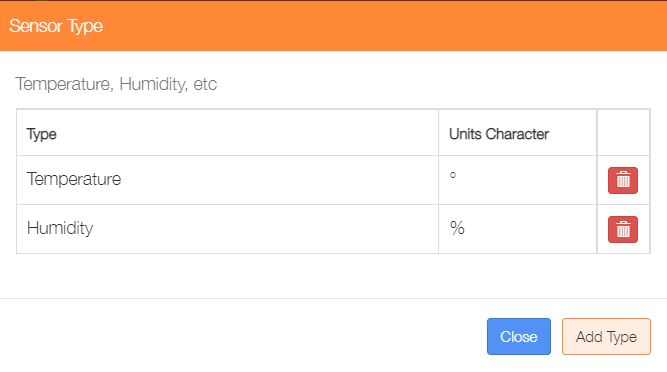 Sensor Type
Temperature, Humidity, etc
Type Units Character
Temperature °
Humidity %
Close Add Type